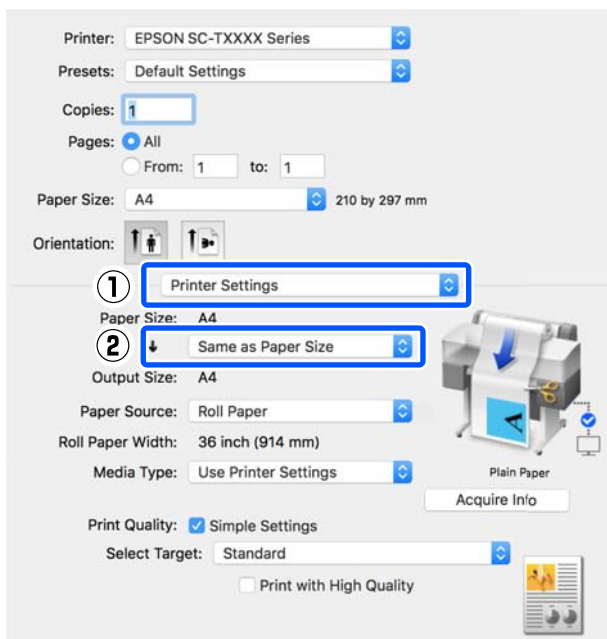 Printer: EPSON SC-TXXXX Series
Presets: Default Settings
Copies: 1
Pages: All
From: 1 to: 1
Paper Size: A4 210 by 297 mm
Orientation:
1 Printer Settings
Paper Size: A4
2 Same as Paper Size
Output Size: A4
Paper Source: Roll Paper
Roll Paper Width: 36 inch (914 mm)
Media Type: Use Printer Settings
Plain Paper
Acquire Info
Print Quality: Simple Settings
Select Target: Standard
Print with High Quality